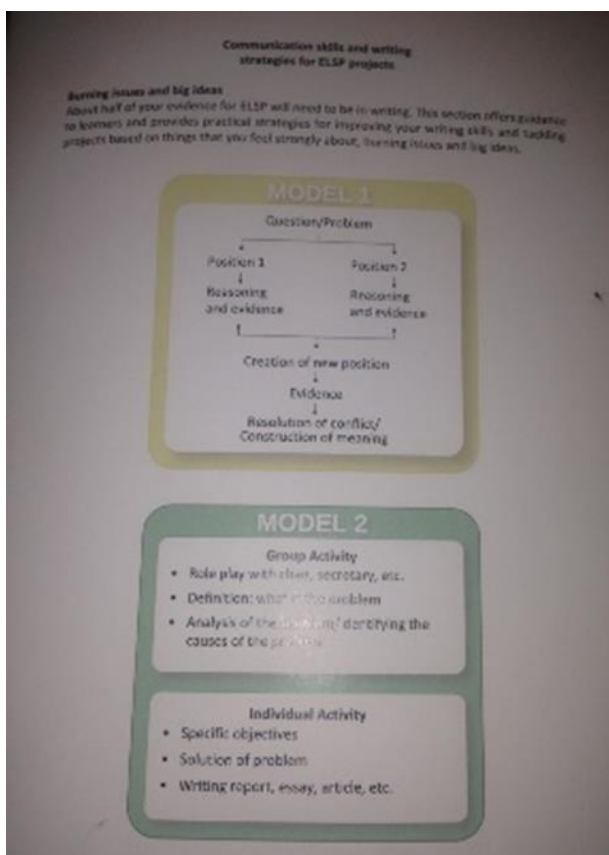 Communication skills and writing
strategies for ELSP projects
Burning issues and big ideas
About half of your evidence for ELSP will need to be in writing. This section offers guidance
to learners and provides practical strategies for improving your writing skills and tackling
projects based on things that you feel strongly about, burning issues and big ideas.
MODEL 1
Question/Problem
Position 1 Position 2
Reasoning Reasoning
and evidence and evidence
Creation of new position
Evidence
Resolution of conflict/
Construction of meaning
MODEL 2
Group Activity
• Role play with chair, secretary, etc.
• Definition: what is the problem
• Analysis of the identifying the
causes of the
Individual Activity
• Specific objectives
• Solution of problem
• Writing report, essay, article, etc.